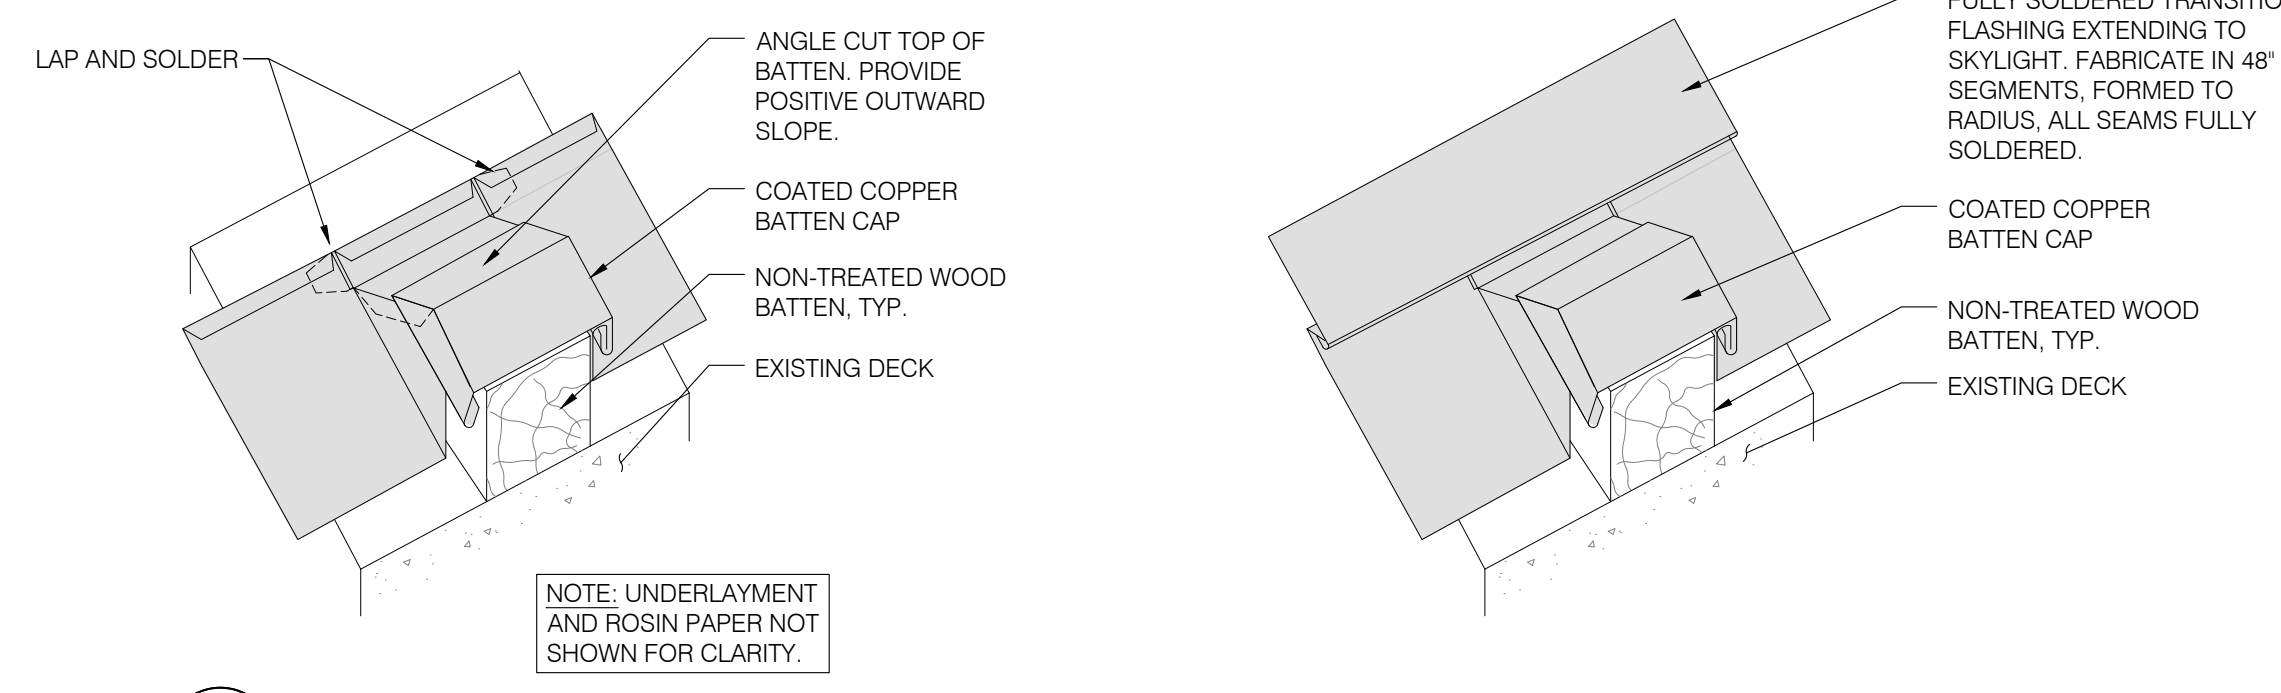 LAP AND SOLDER
ANGLE CUT TOP OF
BATTEN. PROVIDE
POSITIVE OUTWARD
SLOPE.
COATED COPPER
BATTEN CAP
NON-TREATED WOOD
BATTEN, TYP.
EXISTING DECK
NOTE: UNDERLAYMENT
AND ROSIN PAPER NOT
SHOWN FOR CLARITY.
FULLY SOLDERED
FLASHING EXTENDING TO
SKYLIGHT. FABRICATE IN 48"
SEGMENTS, FORMED TO
RADIUS, ALL SEAMS FULLY
SOLDERED.
COATED COPPER
BATTEN CAP
NON-TREATED WOOD
BATTEN, TYP.
EXISTING DECK